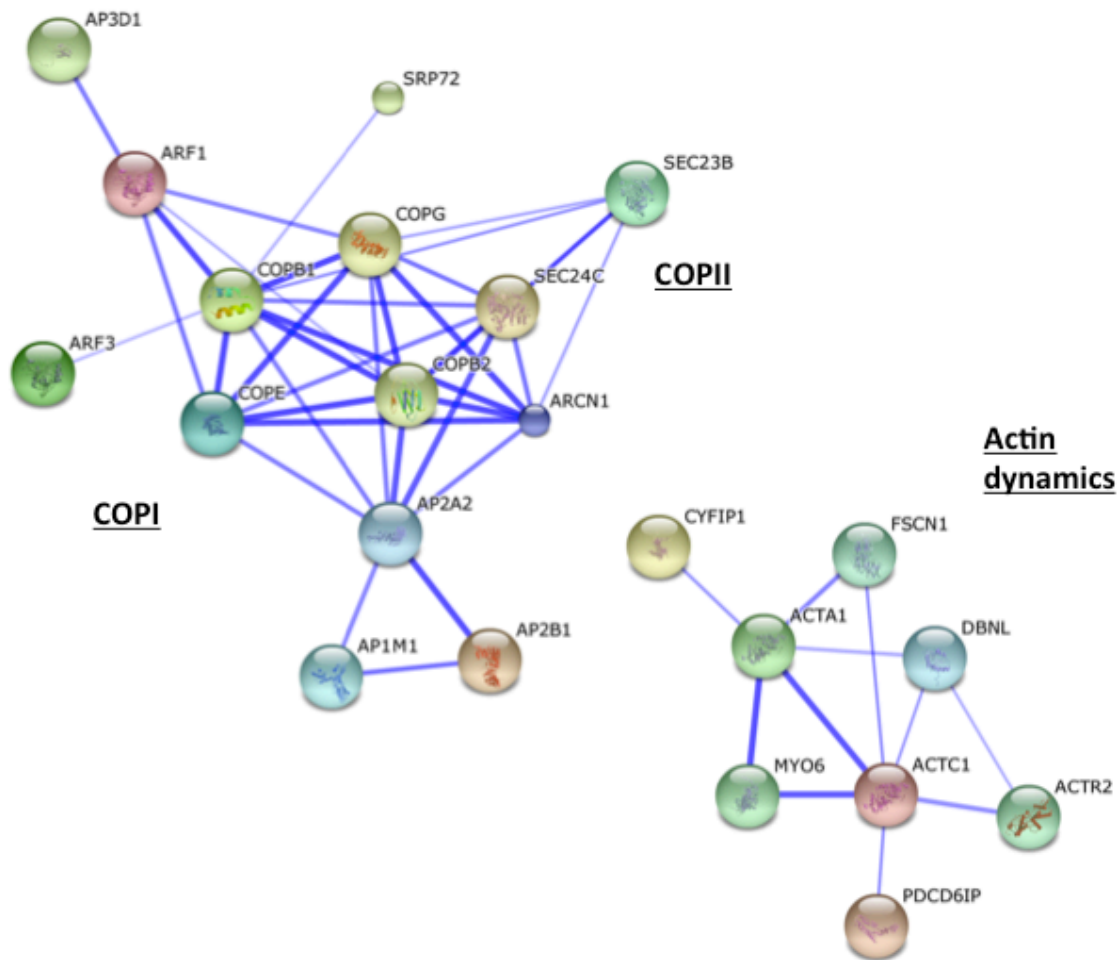 AP3D1
SRP72
ARF1
SEC23B
COPG
COPB1
SEC24C
COPII
ARF3
COPB2
COPE
ARCN1
Actin
dynamics
COPI
AP2A2
CYFIP1
FSCN1
ACTA1
DBNL
AP1M1
AP2B1
MYO6
ACTC1
ACTR2
PDCD6IP